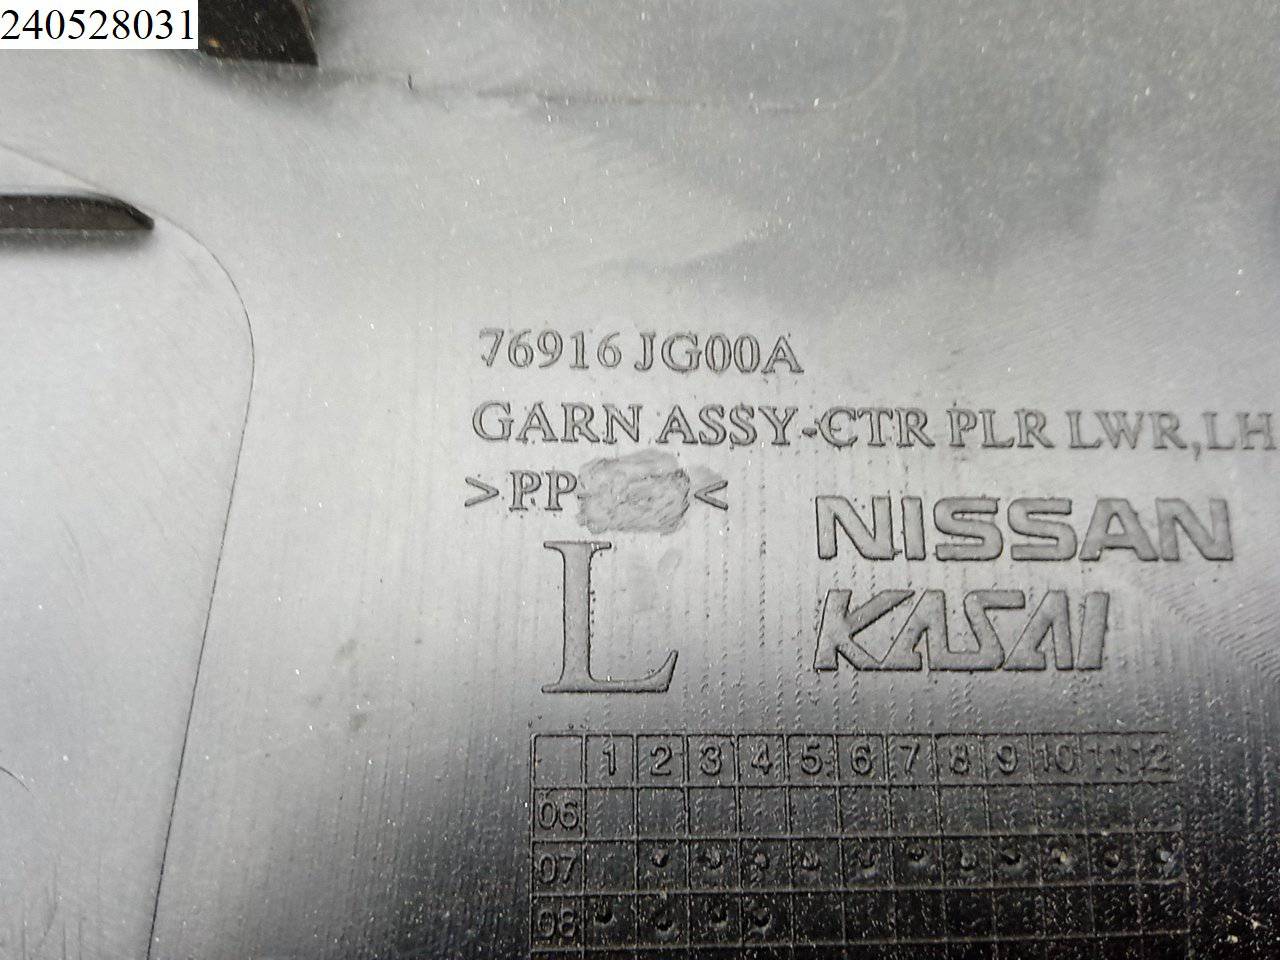 240528031
76916 JG00A
GARN ASSY-CTR PLR LWR,LH
>PP- <
L
NISSAN
KASAI
1 2 3 4 5 6 7 8 9 10 11 12
06
07
08